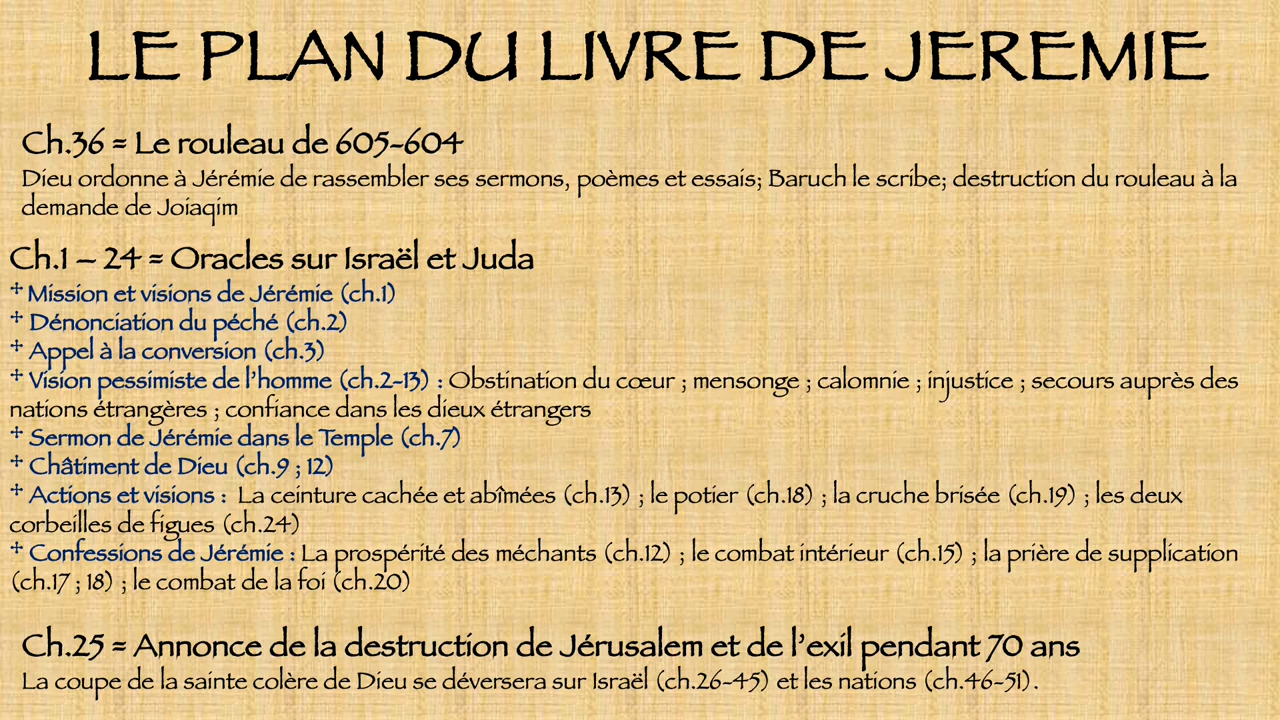 LE PLAN DU LIVRE DE JEREMIE
Ch.36 = Le rouleau de 605-604
Dieu ordonne à Jérémie de rassembler ses sermons, poèmes et essais; Baruch le scribe; destruction du rouleau à la
demande de Joiaqim
Ch.1 – 24 = Oracles sur Israël et Juda
♱ Mission et visions de Jérémie (ch.1)
♱ Dénonciation du péché (ch.2)
♱ Appel à la conversion (ch.3)
♱ Vision pessimiste de l’homme (ch.2-13) : Obstination du cœur ; mensonge ; calomnie ; injustice ; secours auprès des
nations étrangères ; confiance dans les dieux étrangers
♱ Sermon de Jérémie dans le Temple (ch.7)
♱ Châtiment de Dieu (ch.9 ; 12)
♱ Actions et visions : La ceinture cachée et abîmées (ch.13) ; le potier (ch.18) ; la cruche brisée (ch.19) ; les deux
corbeilles de figues (ch.24)
♱ Confessions de Jérémie : La prospérité des méchants (ch.12) ; le combat intérieur (ch.15) ; la prière de supplication
(ch.17 ; 18) ; le combat de la foi (ch.20)
Ch.25 = Annonce de la destruction de Jérusalem et de l’exil pendant 70 ans
La coupe de la sainte colère de Dieu se déversera sur Israël (ch.26-45) et les nations (ch.46-51).